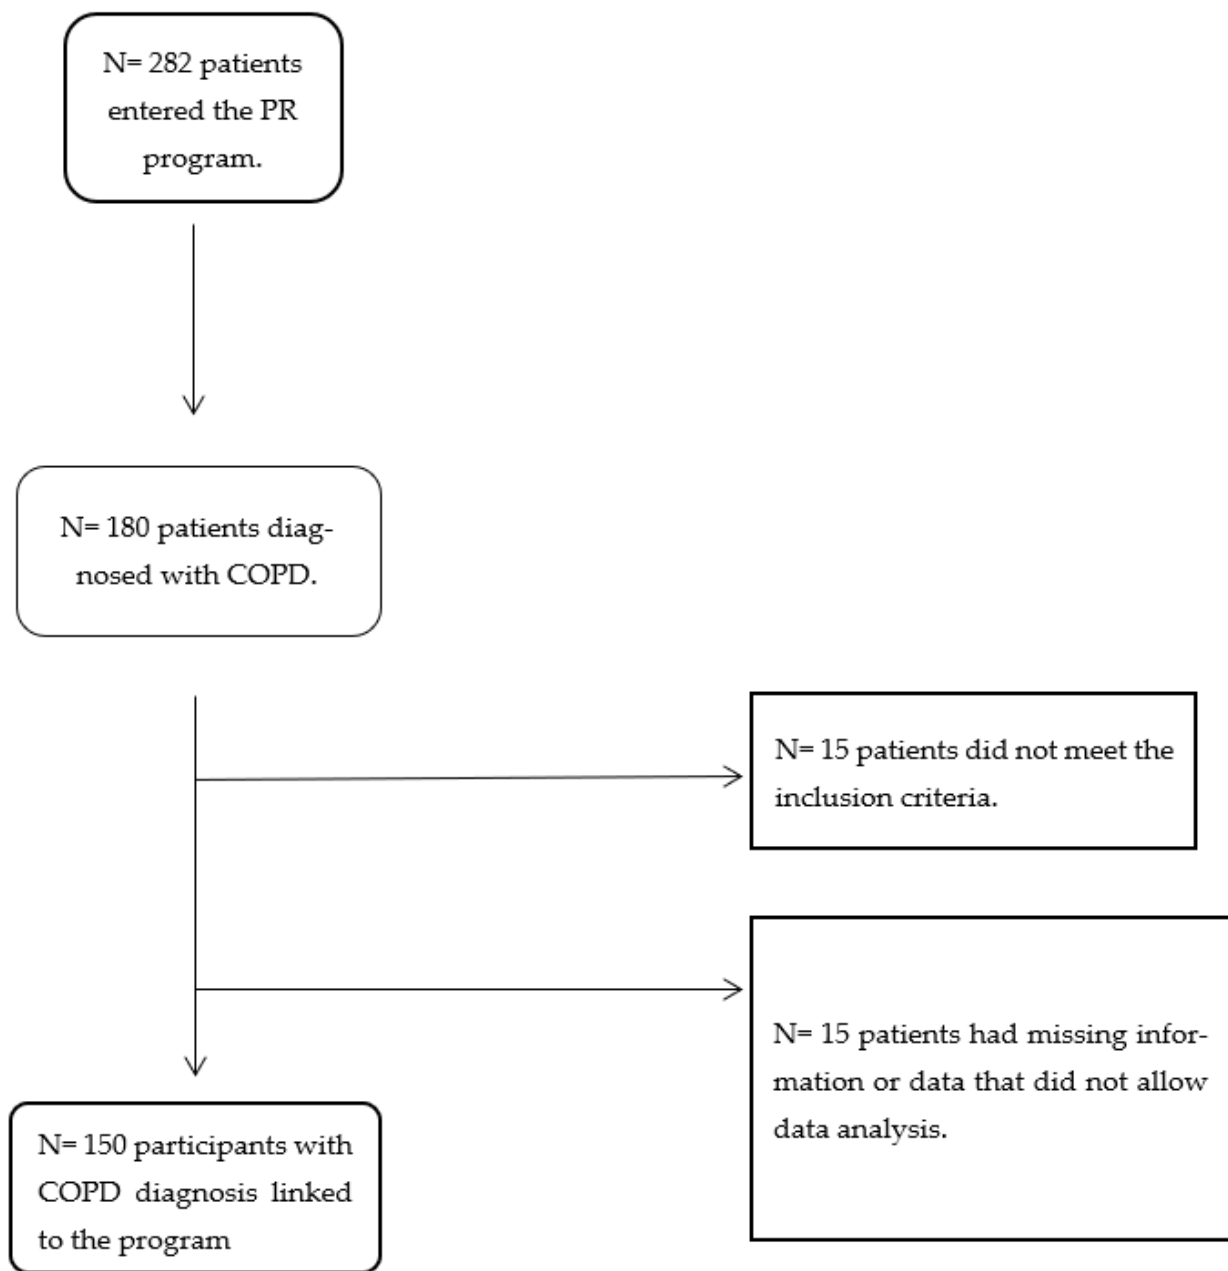 N= 282 patients
entered the PR
program.
N= 180 patients diag-
nosed with COPD.
N= 15 patients did not meet the
inclusion criteria.
N= 15 patients had missing infor-
mation or data that did not allow
data analysis.
N= 150 participants with
COPD diagnosis linked
to the program